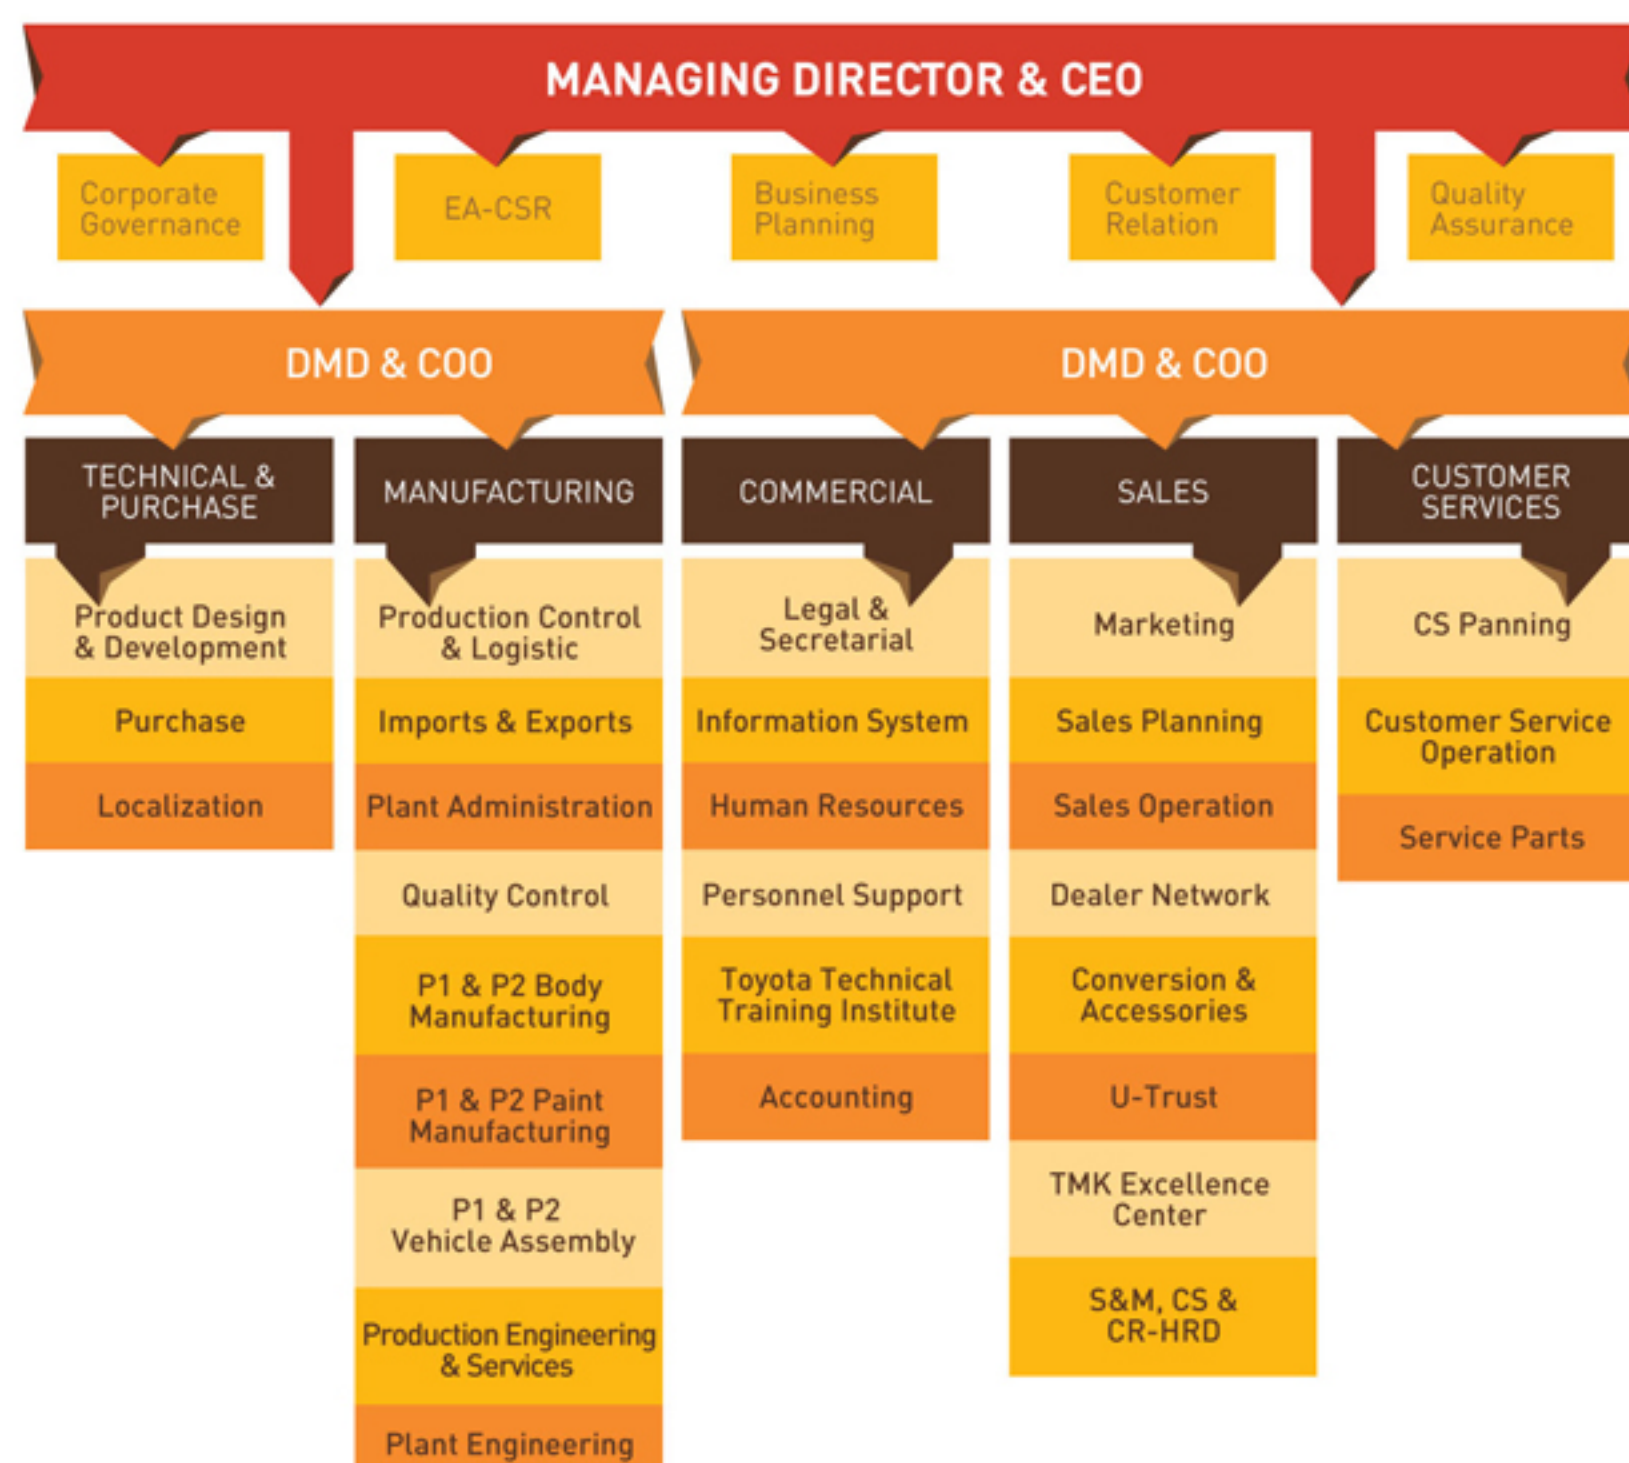 MANAGING DIRECTOR & CEO
Corporate
Governance
EA-CSR
Business
Planning
Customer
Relation
Quality
Assurance
DMD & COO
DMD & COO
TECHNICAL &
PURCHASE
MANUFACTURING
COMMERCIAL
SALES
CUSTOMER
SERVICES
Product Design
& Development
Purchase
Localization
Production Control
& Logistic
Imports & Exports
Plant Administration
Quality Control
P1 & P2 Body
Manufacturing
P1 & P2 Paint
Manufacturing
P1 & P2
Vehicle Assembly
Production Engineering
& Services
Plant Engineering
Legal &
Secretarial
Information System
Human Resources
Personnel Support
Toyota Technical
Training Institute
Accounting
Marketing
Sales Planning
Sales Operation
Dealer Network
Conversion &
Accessories
U-Trust
TMK Excellence
Center
S&M, CS &
CR-HRD
CS Panning
Customer Service
Operation
Service Parts